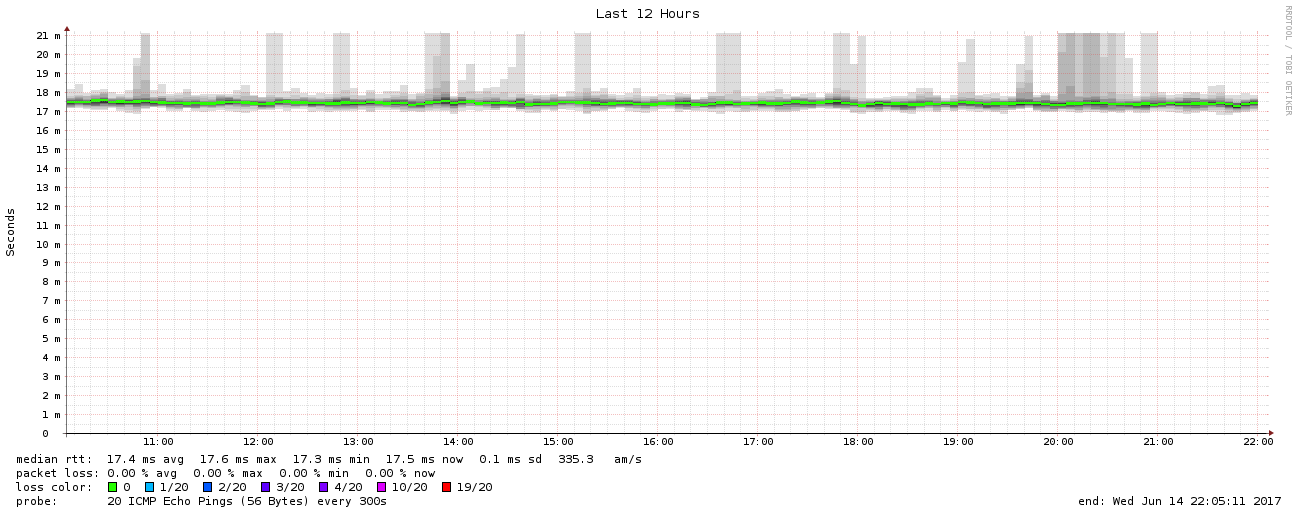 Last 12 Hours
RRDTOOL / TOBI OETIKER
Seconds
21 m
20 m
19 m
18 m
17 m
16 m
15 m
14 m
13 m
12 m
11 m
10 m
9 m
8 m
7 m
6 m
5 m
4 m
3 m
2 m
1 m
0
11:00 12:00 13:00 14:00 15:00 16:00 17:00 18:00 19:00 20:00 21:00 22:00
median rtt: 17.4 ms avg 17.6 ms max 17.3 ms min 17.5 ms now 0.1 ms sd 335.3 am/s
packet loss: 0.00 % avg 0.00 % max 0.00 % min 0.00 % now
loss color: 0 1/20 2/20 3/20 4/20 10/20 19/20
probe: 20 ICMP Echo Pings (56 Bytes) every 300s end: Wed Jun 14 22:05:11 2017